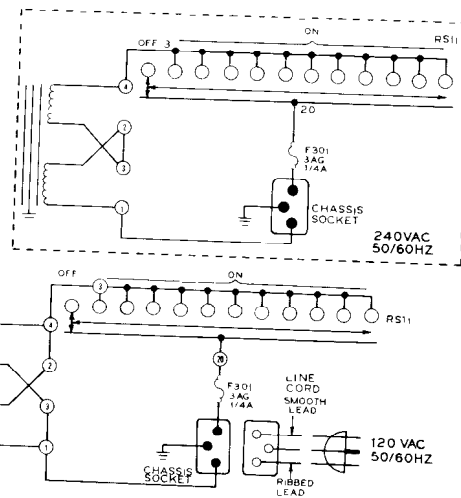 ON
OFF 3
RS11
4
2
3
1
20
F301
3AG
1/4A
CHASSIS
SOCKET
240VAC
50/60HZ
OFF
3
ON
RS11
4
2
3
1
20
F301
3AG
1/4A
LINE
CORD
SMOOTH
LEAD
120 VAC
50/60HZ
CHASSIS
SOCKET
RIBBED
LEAD